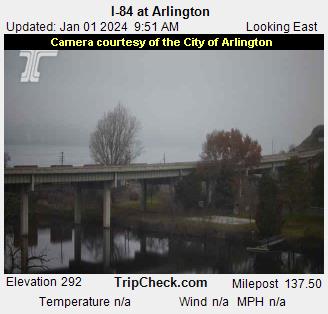 I-84 at Arlington
Updated: Jan 01 2024 9:51 AM Looking East
Camera courtesy of the City of Arlington
Elevation 292 TripCheck.com Milepost 137.50
Temperature n/a Wind n/a MPH n/a